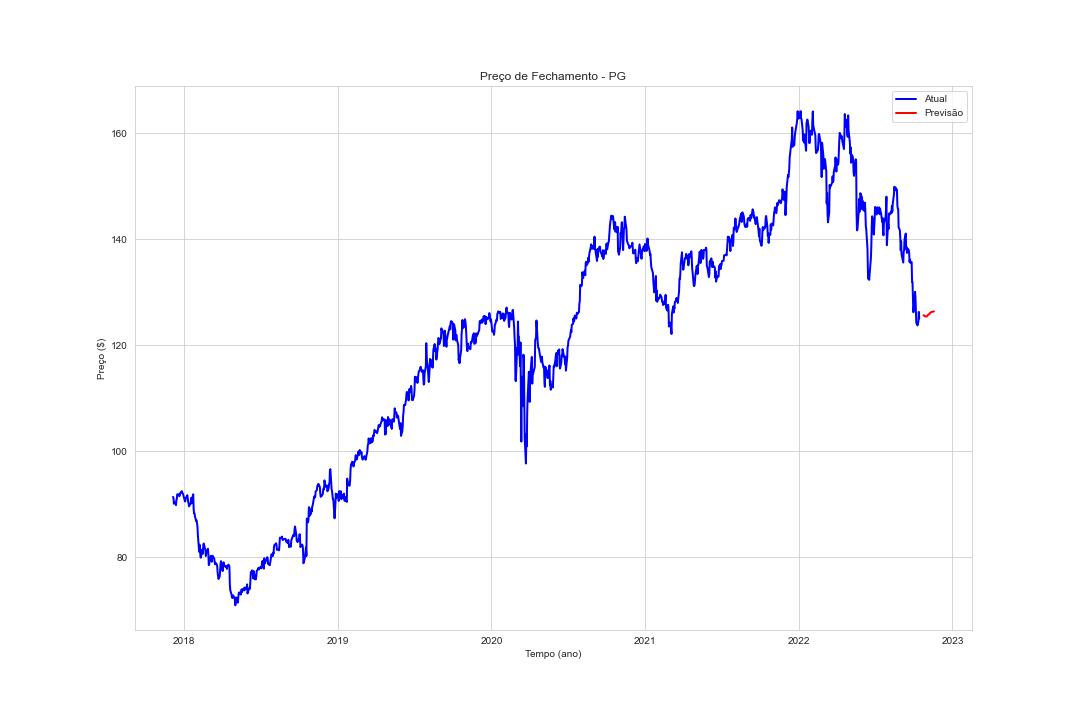 Preço de Fechamento - PG
Atual
Previsão
160
140
120
100
80
Preço ($)
2018 2019 2020 2021 2022 2023
Tempo (ano)